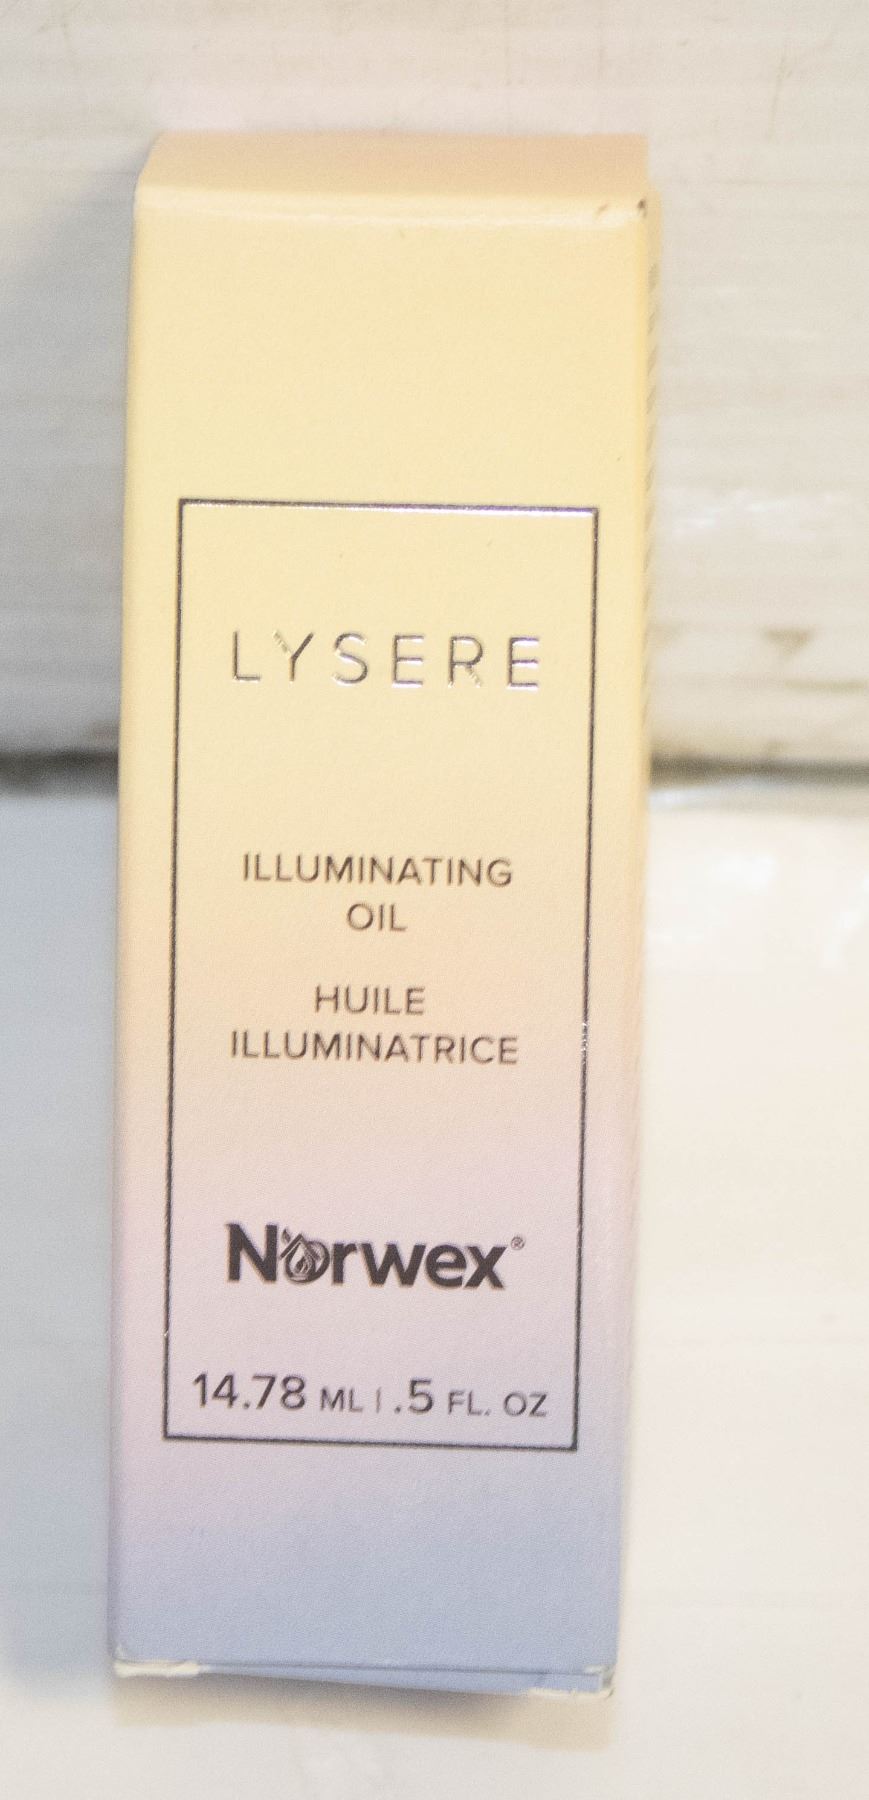 LYSERE
ILLUMINATING
OIL
HUILE
ILLUMINATRICE
Norwex®
14.78 ML | .5 FL. OZ